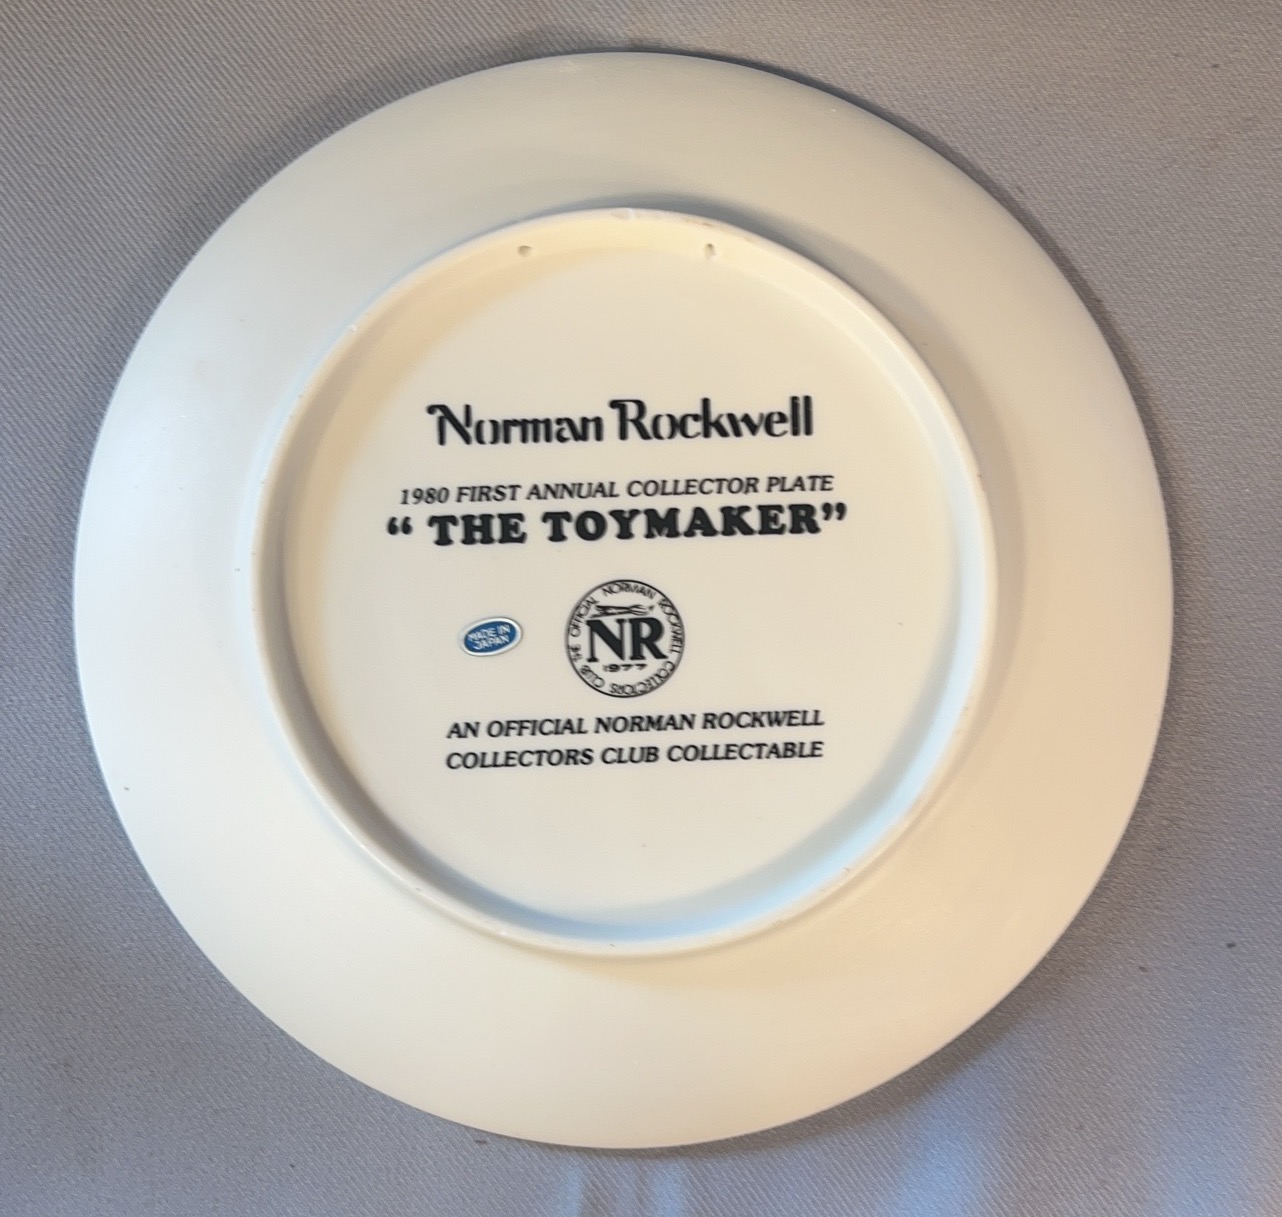 Norman Rockwell
1980 FIRST ANNUAL COLLECTOR PLATE
“ THE TOYMAKER”
MADE IN
JAPAN
THE OFFICIAL NORMAN ROCKWELL COLLECTORS CLUB
NR
1977
AN OFFICIAL NORMAN ROCKWELL
COLLECTORS CLUB COLLECTABLE